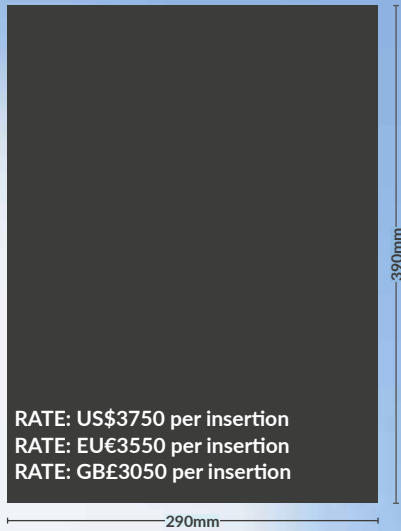 390mm
RATE: US$3750 per insertion
RATE: EU€3550 per insertion
RATE: GB£3050 per insertion
290mm